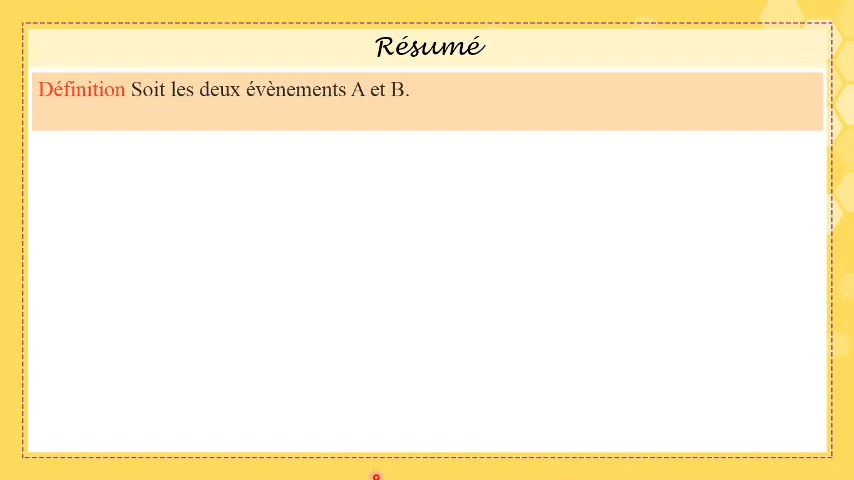 Résumé
Définition Soit les deux évènements A et B.